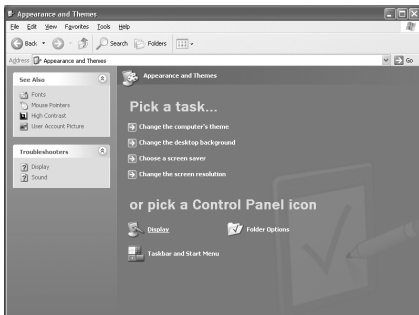 Appearance and Themes
File Edit View Favorites Tools Help
Back Search Folders
Address Appearance and Themes Go
See Also
Fonts
Mouse Pointers
High Contrast
User Account Picture
Troubleshooters
Display
Sound
Appearance and Themes
Pick a task...
Change the computer's theme
Change the desktop background
Choose a screen saver
Change the screen resolution
or pick a Control Panel icon
Display Folder Options
Taskbar and Start Menu